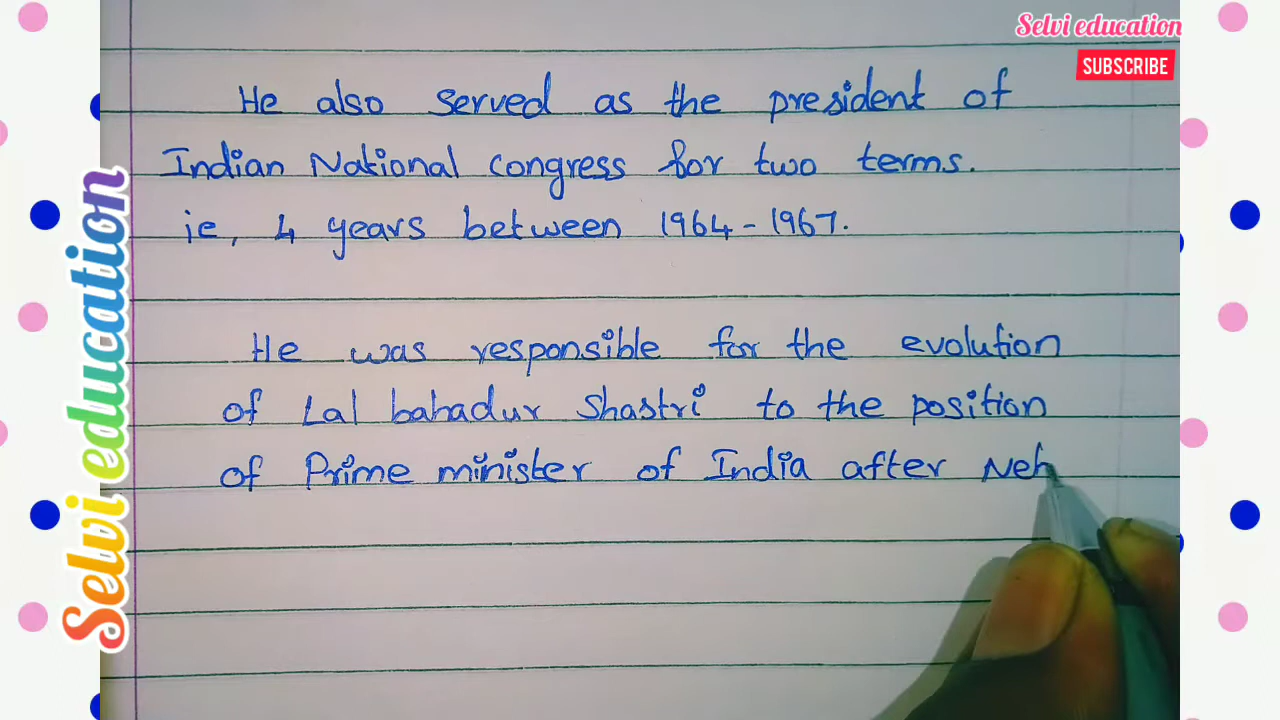 Selvi education
SUBSCRIBE
He also served as the president of
Indian National Congress for two terms.
ie, 4 years between 1964-1967.
He was responsible for the evolution
of Lal bahadur Shastri to the position
of Prime minister of India after Neh
Selvi education